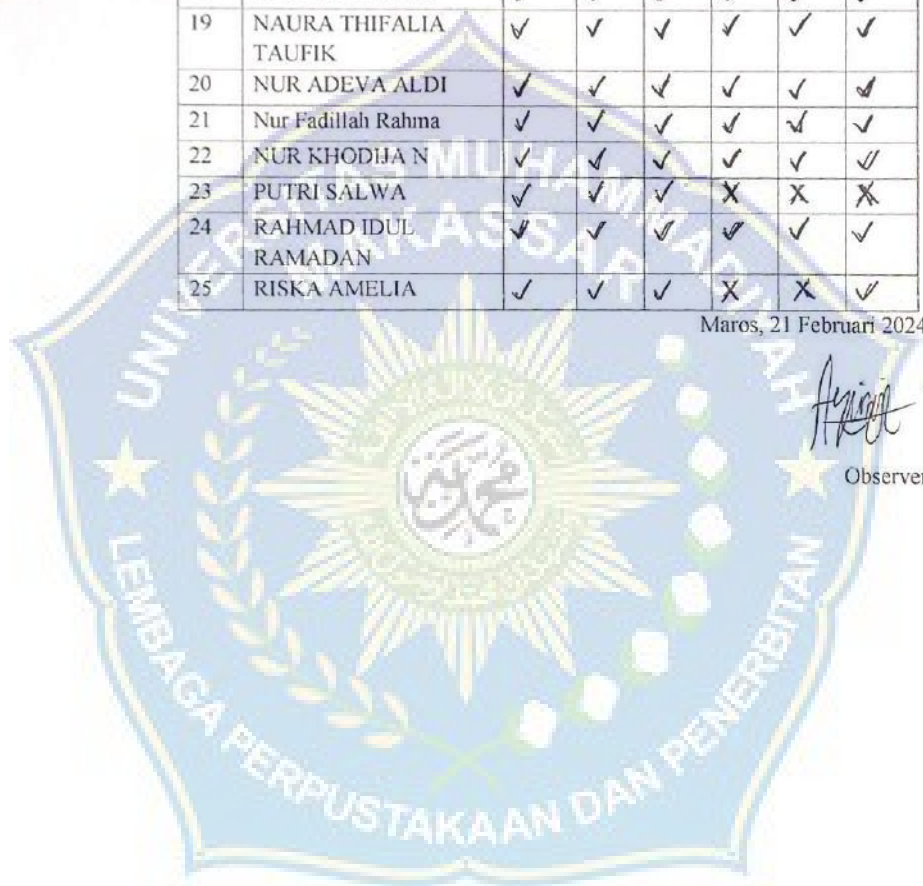 19 NAURA THIFALIA ✓ ✓ ✓ ✓ ✓ ✓
TAUFIK
20 NUR ADEVA ALDI ✓ ✓ ✓ ✓ ✓ ✓
21 Nur Fadillah Rahma ✓ ✓ ✓ ✓ ✓ ✓
22 NUR KHODIJA N ✓ ✓ ✓ ✓ ✓ ✓
23 PUTRI SALWA ✓ ✓ ✓ X X X
24 RAHMAD IDUL ✓ ✓ ✓ ✓ ✓ ✓
RAMADAN
25 RISKA AMELIA ✓ ✓ ✓ X X ✓
Maros, 21 Februari 2024
Observer
UNIVERSITAS MUHAMMADIYAH
MAKASSAR
LEMBAGA PERPUSTAKAAN DAN PENERBITAN